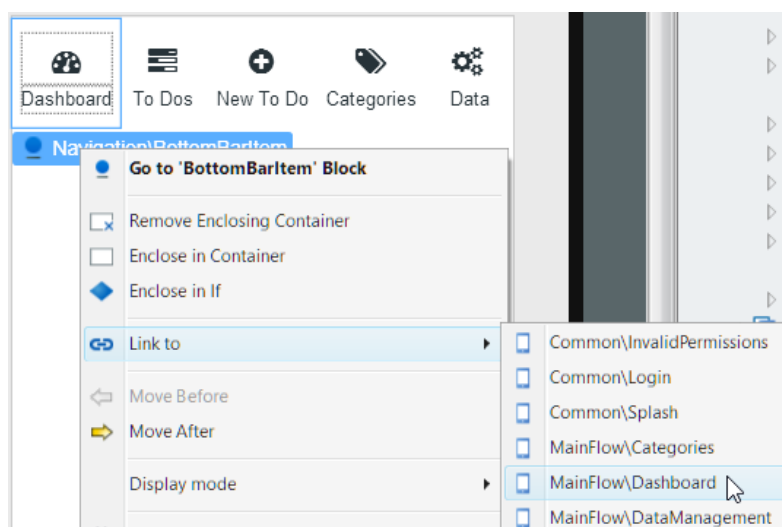 Dashboard To Dos New To Do Categories Data
Navigation\BottomBarItem
Go to 'BottomBarItem' Block
Remove Enclosing Container
Enclose in Container
Enclose in If
Link to
Common\InvalidPermissions
Common\Login
Move Before
Common\Splash
Move After
MainFlow\Categories
Display mode
MainFlow\Dashboard
MainFlow\DataManagement